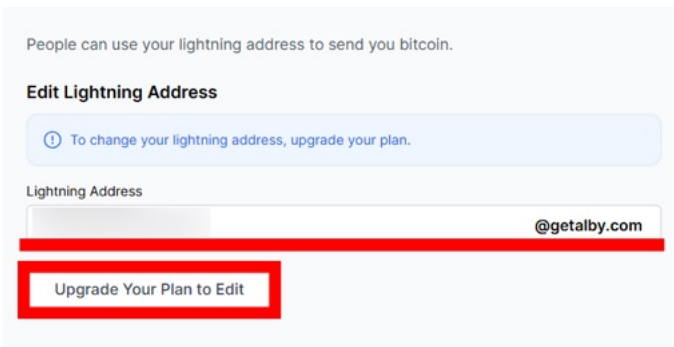 People can use your lightning address to send you bitcoin.
Edit Lightning Address
To change your lightning address, upgrade your plan.
Lightning Address
@getalby.com
Upgrade Your Plan to Edit